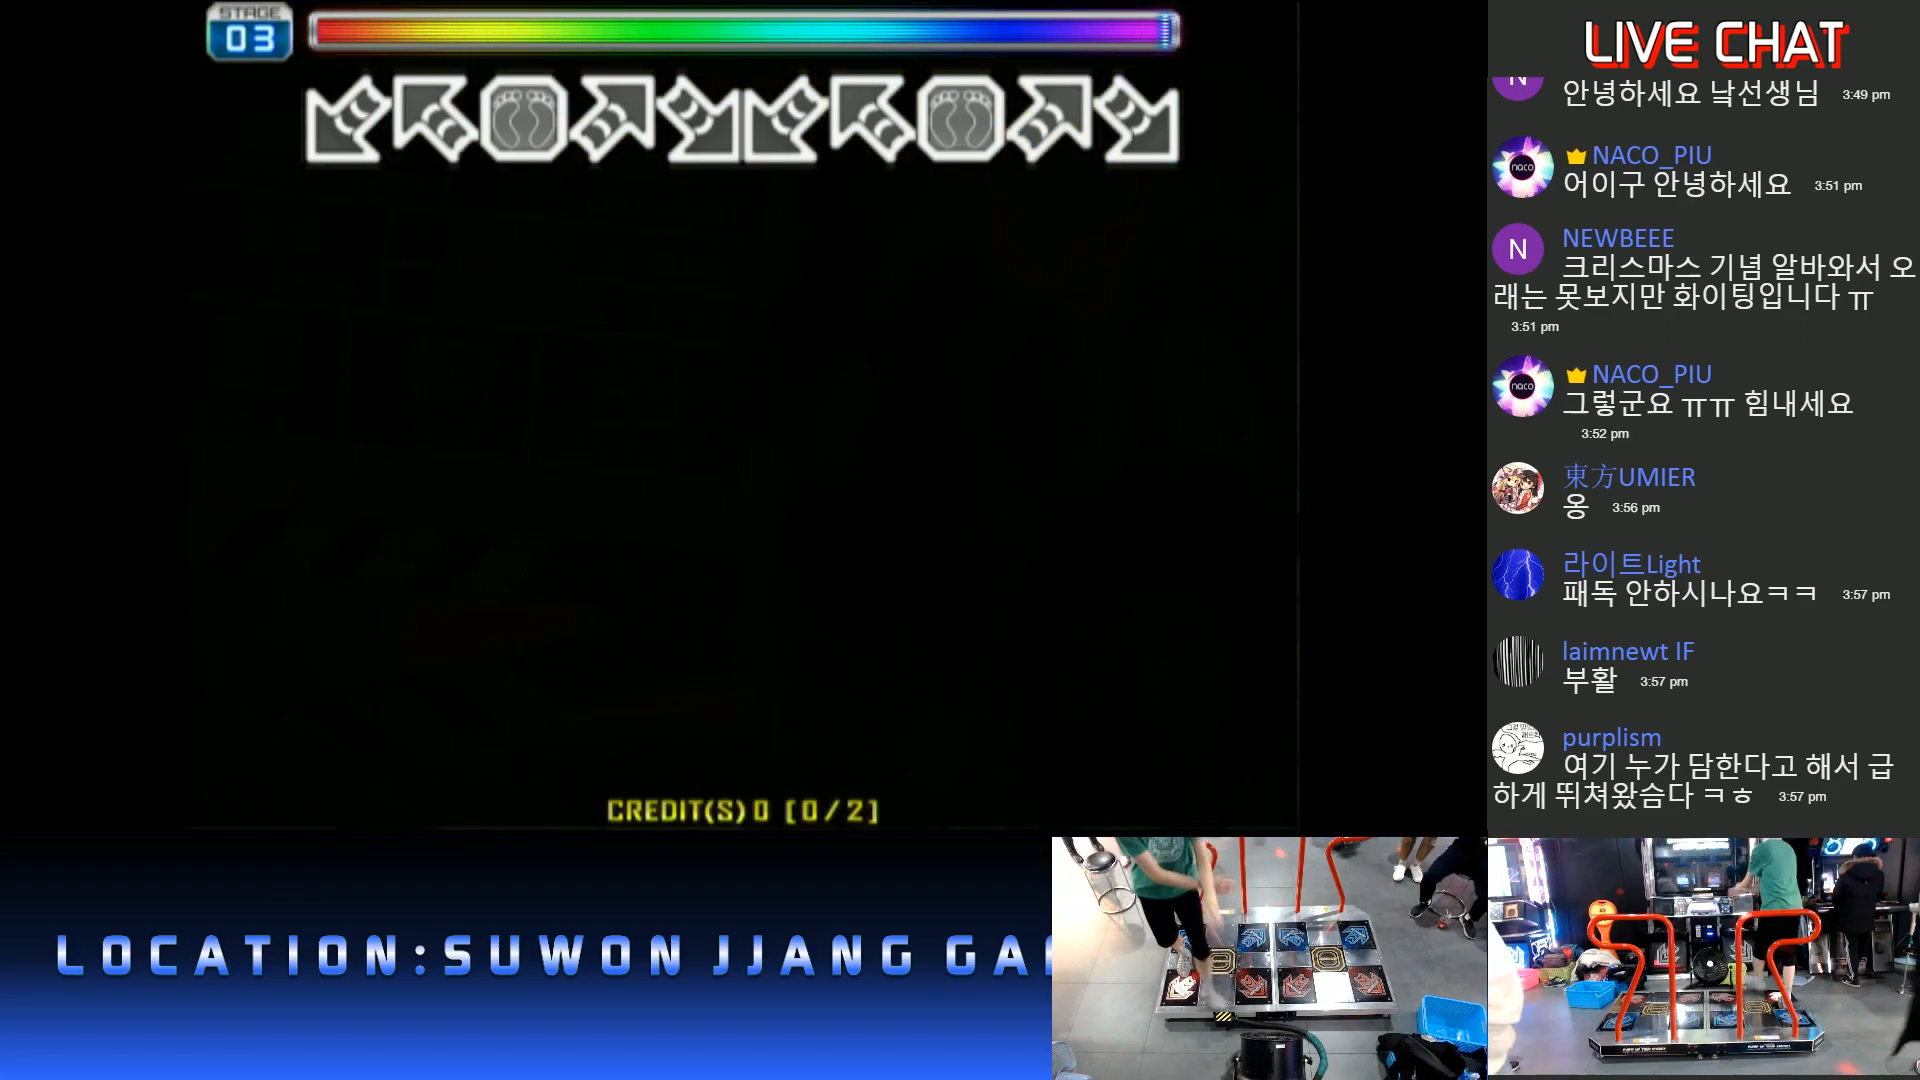 STAGE
03
CREDIT(S) 0 [0/2]
LOCATION:SUWON JJANG GA
LIVE CHAT
안녕하세요 낰선생님 3:49 pm
NACO_PIU
어이구 안녕하세요 3:51 pm
N
NEWBEEE
크리스마스 기념 알바와서 오
래는 못보지만 화이팅입니다 ㅠ
3:51 pm
NACO_PIU
그렇군요 ㅠㅠ 힘내세요
3:52 pm
東方UMIER
옹 3:56 pm
라이트Light
패독 안하시나요ㅋㅋ 3:57 pm
laimnewt IF
부활 3:57 pm
purplism
여기 누가 담한다고 해서 급
하게 뛰쳐왔슴다 ㅋㅎ 3:57 pm